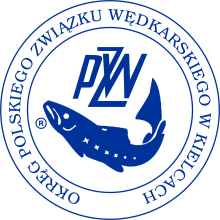 OKRĘG POLSKIEGO ZWIĄZKU WĘDKARSKIEGO W KIELCACH
PZW
®